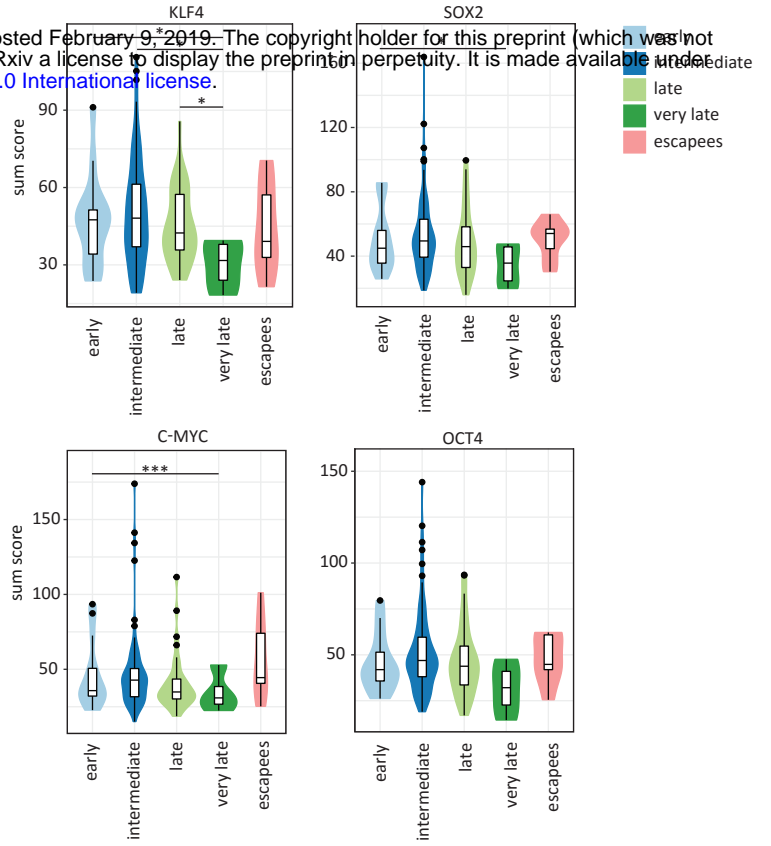 KLF4
SOX2
osted February 9, 2019. The copyright holder for this preprint (which was not
Rxiv a license to display the preprint in perpetuity. It is made available under
.0 International license.
early
intermediate
late
very late
escapees
sum score
90
60
30
*
*
*
160
120
80
40
*
early
intermediate
late
very late
escapees
early
intermediate
late
very late
escapees
C-MYC
OCT4
sum score
150
100
50
***
150
100
50
early
intermediate
late
very late
escapees
early
intermediate
late
very late
escapees